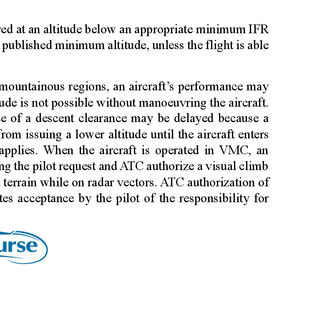 ed at an altitude below an appropriate minimum IFR
published minimum altitude, unless the flight is able
mountainous regions, an aircraft’s performance may
ude is not possible without manoeuvring the aircraft.
e of a descent clearance may be delayed because a
rom issuing a lower altitude until the aircraft enters
applies. When the aircraft is operated in VMC, an
ng the pilot request and ATC authorize a visual climb
terrain while on radar vectors. ATC authorization of
tes acceptance by the pilot of the responsibility for
urse